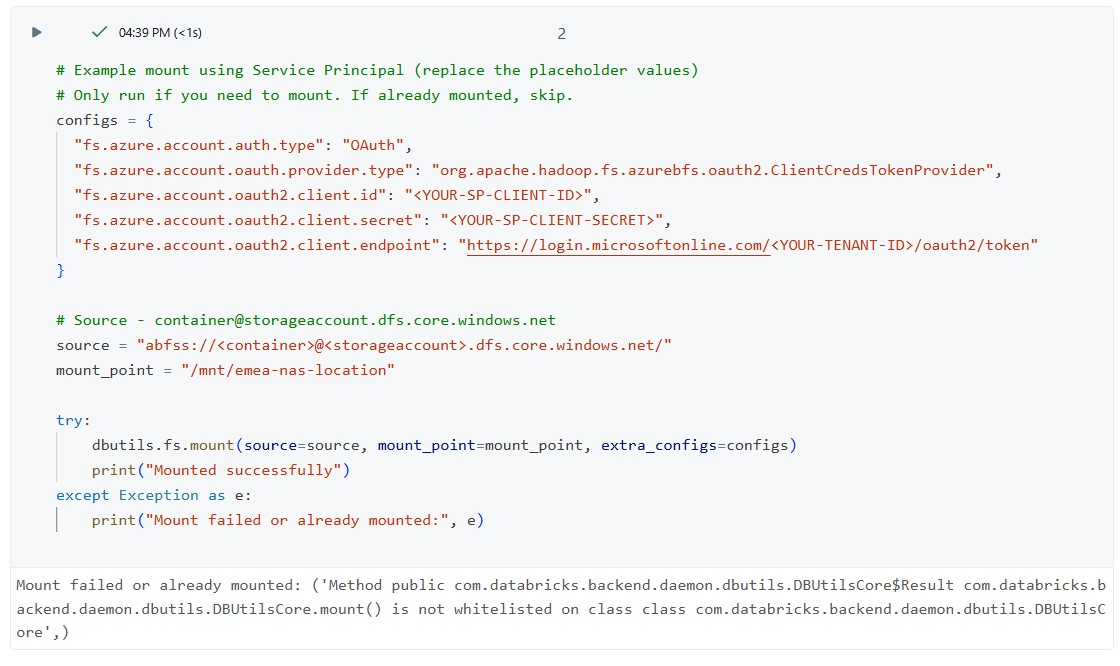 04:39 PM (<1s)
2
# Example mount using Service Principal (replace the placeholder values)
# Only run if you need to mount. If already mounted, skip.
configs = {
  "fs.azure.account.auth.type": "OAuth",
  "fs.azure.account.oauth.provider.type": "org.apache.hadoop.fs.azurebfs.oauth2.ClientCredsTokenProvider",
  "fs.azure.account.oauth2.client.id": "<YOUR-SP-CLIENT-ID>",
  "fs.azure.account.oauth2.client.secret": "<YOUR-SP-CLIENT-SECRET>",
  "fs.azure.account.oauth2.client.endpoint": "https://login.microsoftonline.com/<YOUR-TENANT-ID>/oauth2/token"
}
# Source - container@storageaccount.dfs.core.windows.net
source = "abfss://<container>@<storageaccount>.dfs.core.windows.net/"
mount_point = "/mnt/emea-nas-location"
try:
    dbutils.fs.mount(source=source, mount_point=mount_point, extra_configs=configs)
    print("Mounted successfully")
except Exception as e:
    print("Mount failed or already mounted:", e)
Mount failed or already mounted: ('Method public com.databricks.backend.daemon.dbutils.DBUtilsCore$Result com.databricks.b
ackend.daemon.dbutils.DBUtilsCore.mount() is not whitelisted on class class com.databricks.backend.daemon.dbutils.DBUtilsC
ore',)